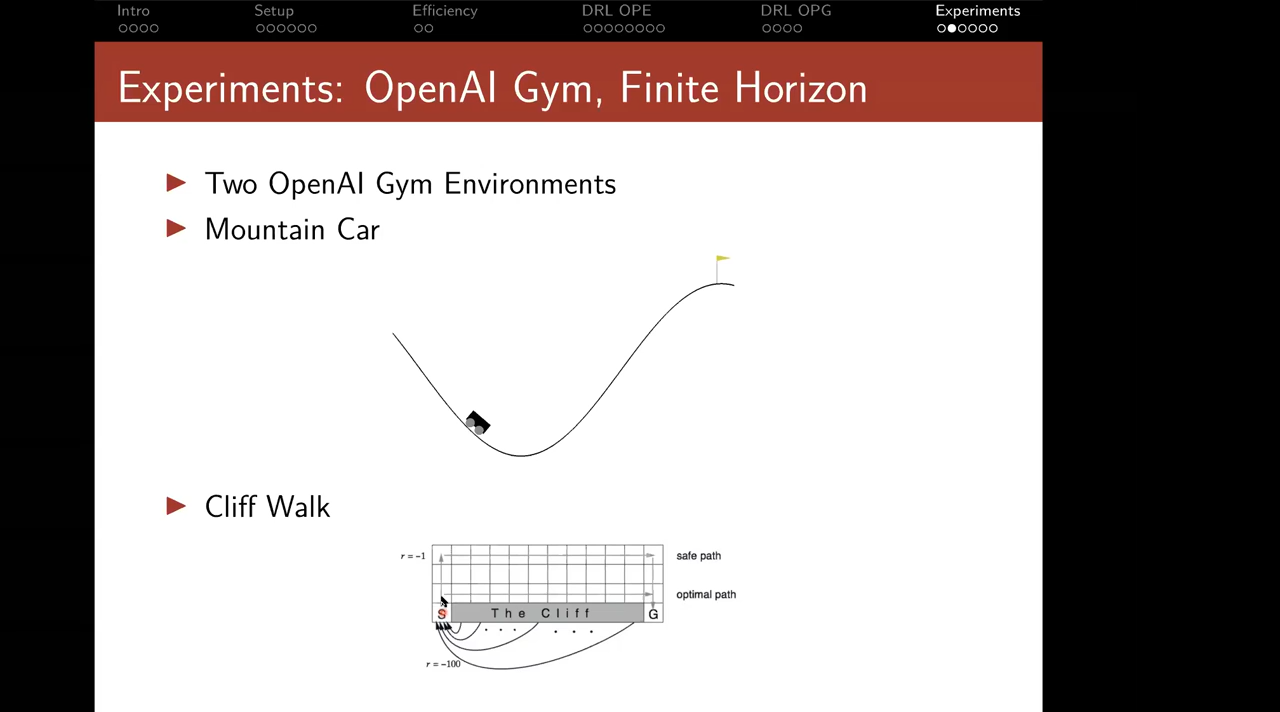 Intro Setup Efficiency DRL OPE DRL OPG Experiments
Experiments: OpenAI Gym, Finite Horizon
Two OpenAI Gym Environments
Mountain Car
Cliff Walk
r = -1 safe path
optimal path
S The Cliff G
r = -100